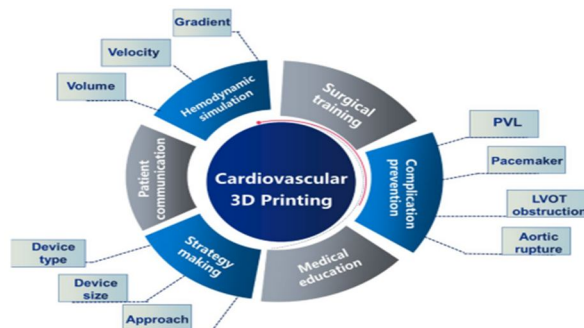 Gradient
Velocity
Volume
Hemodynamic
simulation
Surgical
training
PVL
Pacemaker
LVOT
obstruction
Aortic
rupture
Complication
prevention
Patient
communication
Cardiovascular
3D Printing
Strategy
making
Medical
education
Device
type
Device
size
Approach